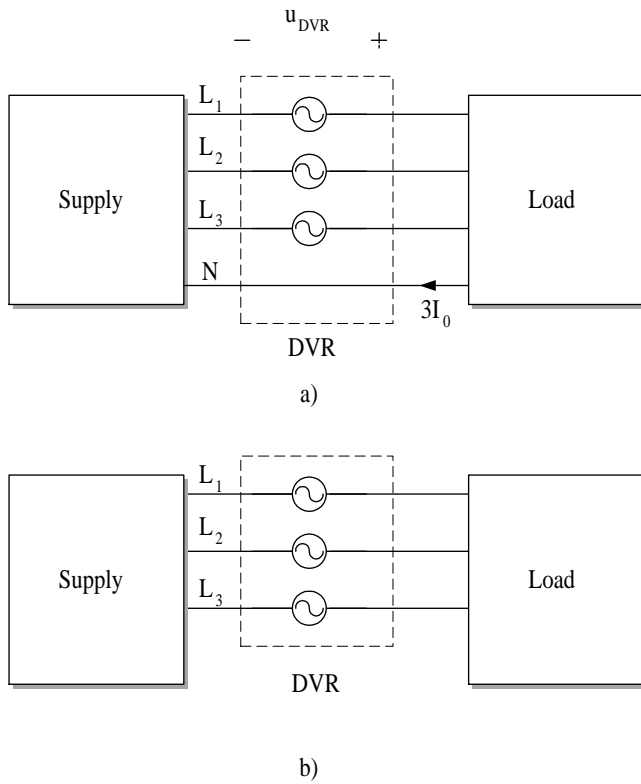 u_DVR
− +
L_1
L_2
Supply
Load
L_3
N
3I_0
DVR
a)
L_1
L_2
Supply
Load
L_3
DVR
b)